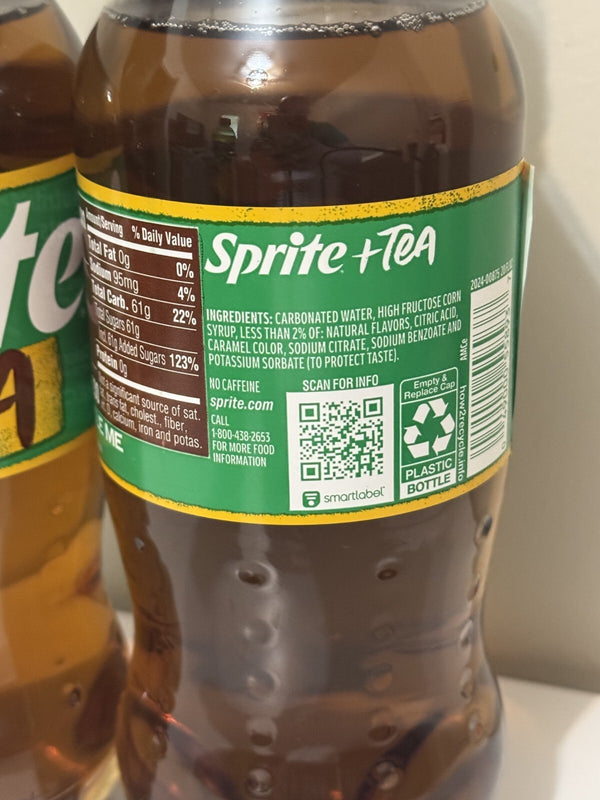 te
A
Amount/Serving % Daily Value
Total Fat 0g 0%
Sodium 95mg 4%
Total Carb. 61g 22%
Total Sugars 61g
Incl. 61g Added Sugars 123%
Protein 0g
Not a significant source of sat.
fat, trans fat, cholest., fiber,
vit. D, calcium, iron and potas.
ME
Sprite +TEA
INGREDIENTS: CARBONATED WATER, HIGH FRUCTOSE CORN
SYRUP, LESS THAN 2% OF: NATURAL FLAVORS, CITRIC ACID,
CARAMEL COLOR, SODIUM CITRATE, SODIUM BENZOATE AND
POTASSIUM SORBATE (TO PROTECT TASTE).
NO CAFFEINE
sprite.com
CALL
1-800-438-2653
FOR MORE FOOD
INFORMATION
SCAN FOR INFO
smartlabel
Empty &
Replace Cap
PLASTIC
BOTTLE
how2recycle.info
AMCe